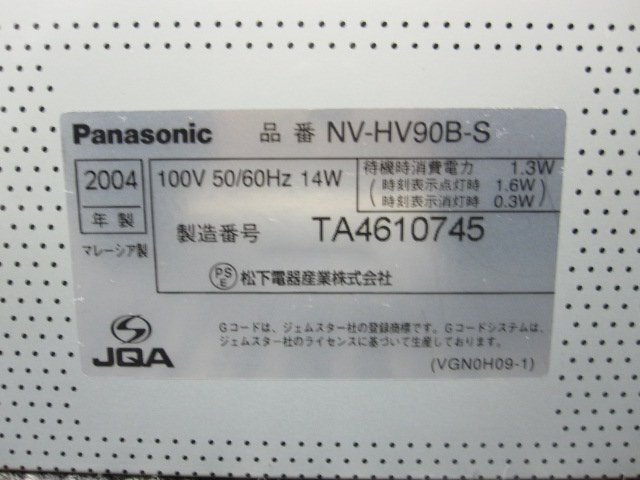 Panasonic 品番 NV-HV90B-S
2004
年製
マレーシア製
100V 50/60Hz 14W
待機時消費電力 1.3W
(時刻表示点灯時 1.6W)
(時刻表示消灯時 0.3W)
製造番号 TA4610745
PSE 松下電器産業株式会社
JQA
Gコードは、ジェムスター社の登録商標です。Gコードシステムは、
ジェムスター社のライセンスに基づいて生産しております。
(VGN0H09-1)